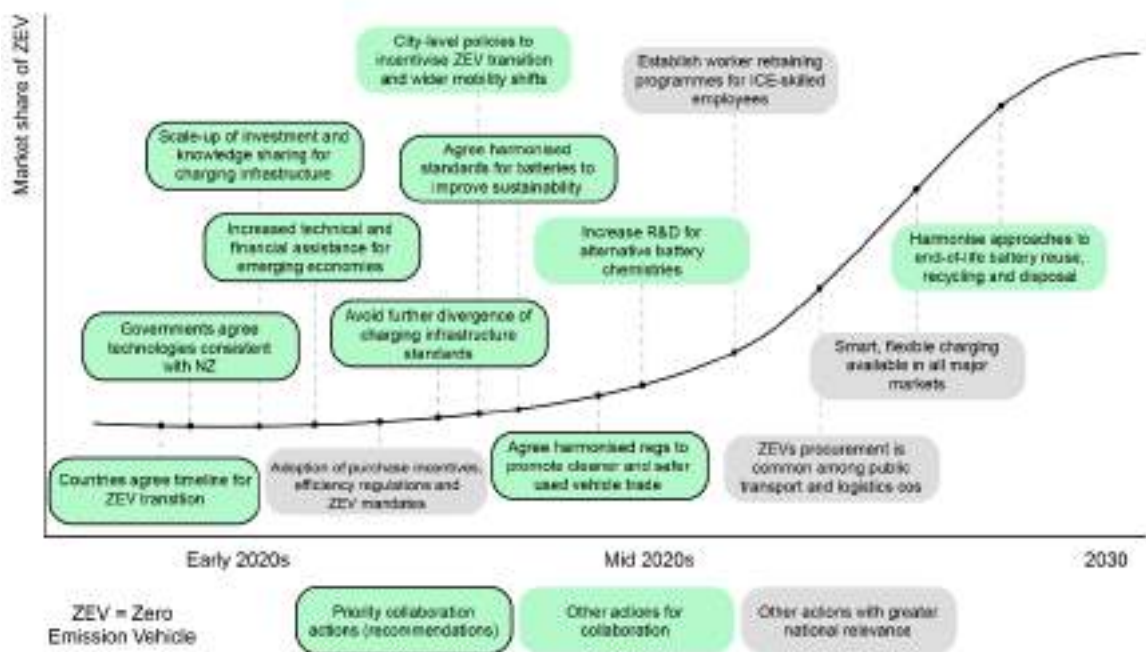 Market share of ZEV
City-level policies to
incentivise ZEV transition
and wider mobility shifts
Establish worker retraining
programmes for ICE-skilled
employees
Scale-up of investment and
knowledge sharing for
charging infrastructure
Agree harmonised
standards for batteries to
improve sustainability
Increased technical and
financial assistance for
emerging economies
Increase R&D for
alternative battery
chemistries
Harmonise approaches to
end-of-life battery reuse,
recycling and disposal
Governments agree
technologies consistent
with NZ
Avoid further divergence of
charging infrastructure
standards
Smart, flexible charging
available in all major
markets
Countries agree timeline for
ZEV transition
Adoption of purchase incentives,
efficiency regulations and
ZEV mandates
Agree harmonised regs to
promote cleaner and safer
used vehicle trade
ZEVs procurement is
common among public
transport and logistics cos
Early 2020s
Mid 2020s
2030
ZEV = Zero
Emission Vehicle
Priority collaboration
actions (recommendations)
Other actions for
collaboration
Other actions with greater
national relevance